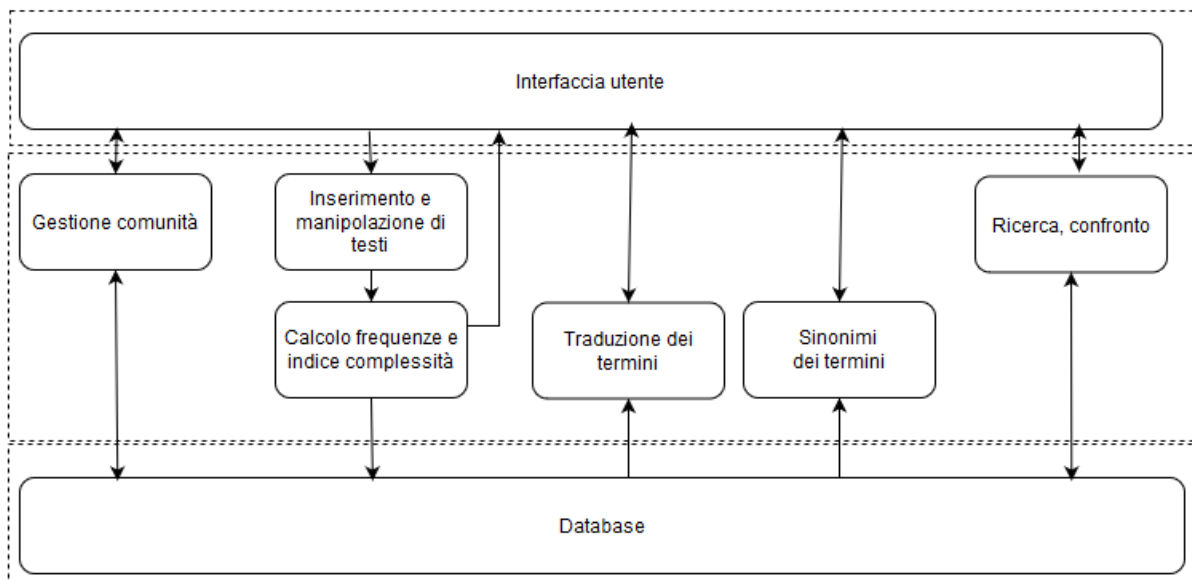 Interfaccia utente
Gestione comunità
Inserimento e
manipolazione di
testi
Ricerca, confronto
Calcolo frequenze e
indice complessità
Traduzione dei
termini
Sinonimi
dei termini
Database